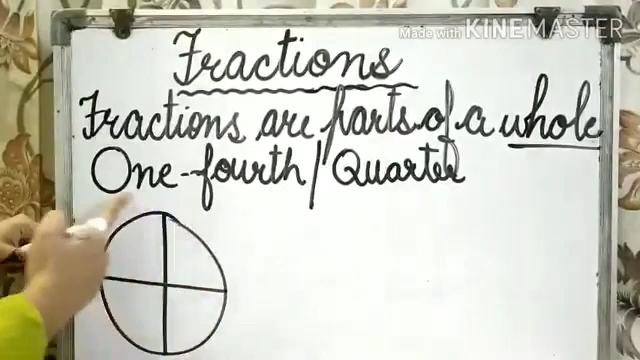 Made with KINEMASTER
Fractions
Fractions are parts of a whole
One-fourth/Quarter